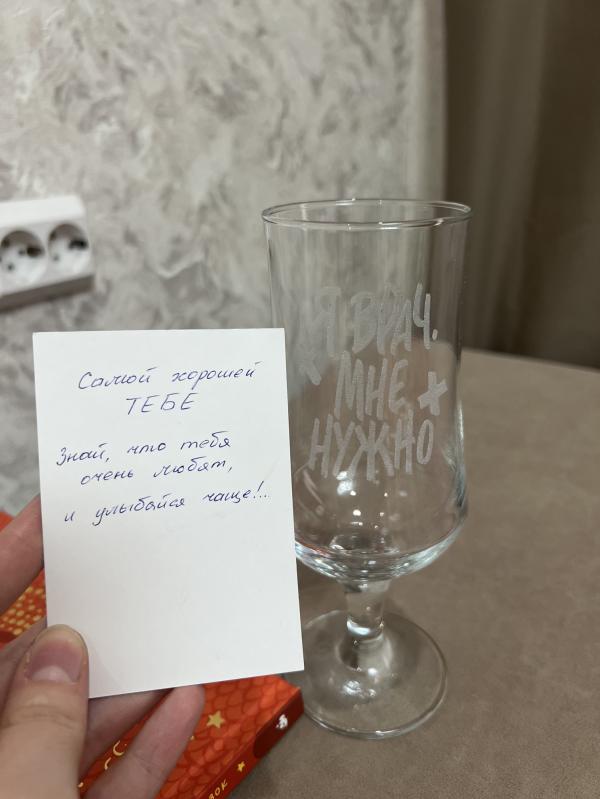 Самой хорошей
ТЕБЕ
Знай, что тебя
очень любят,
и улыбайся чаще!..
Я ВРАЧ.
МНЕ
НУЖНО